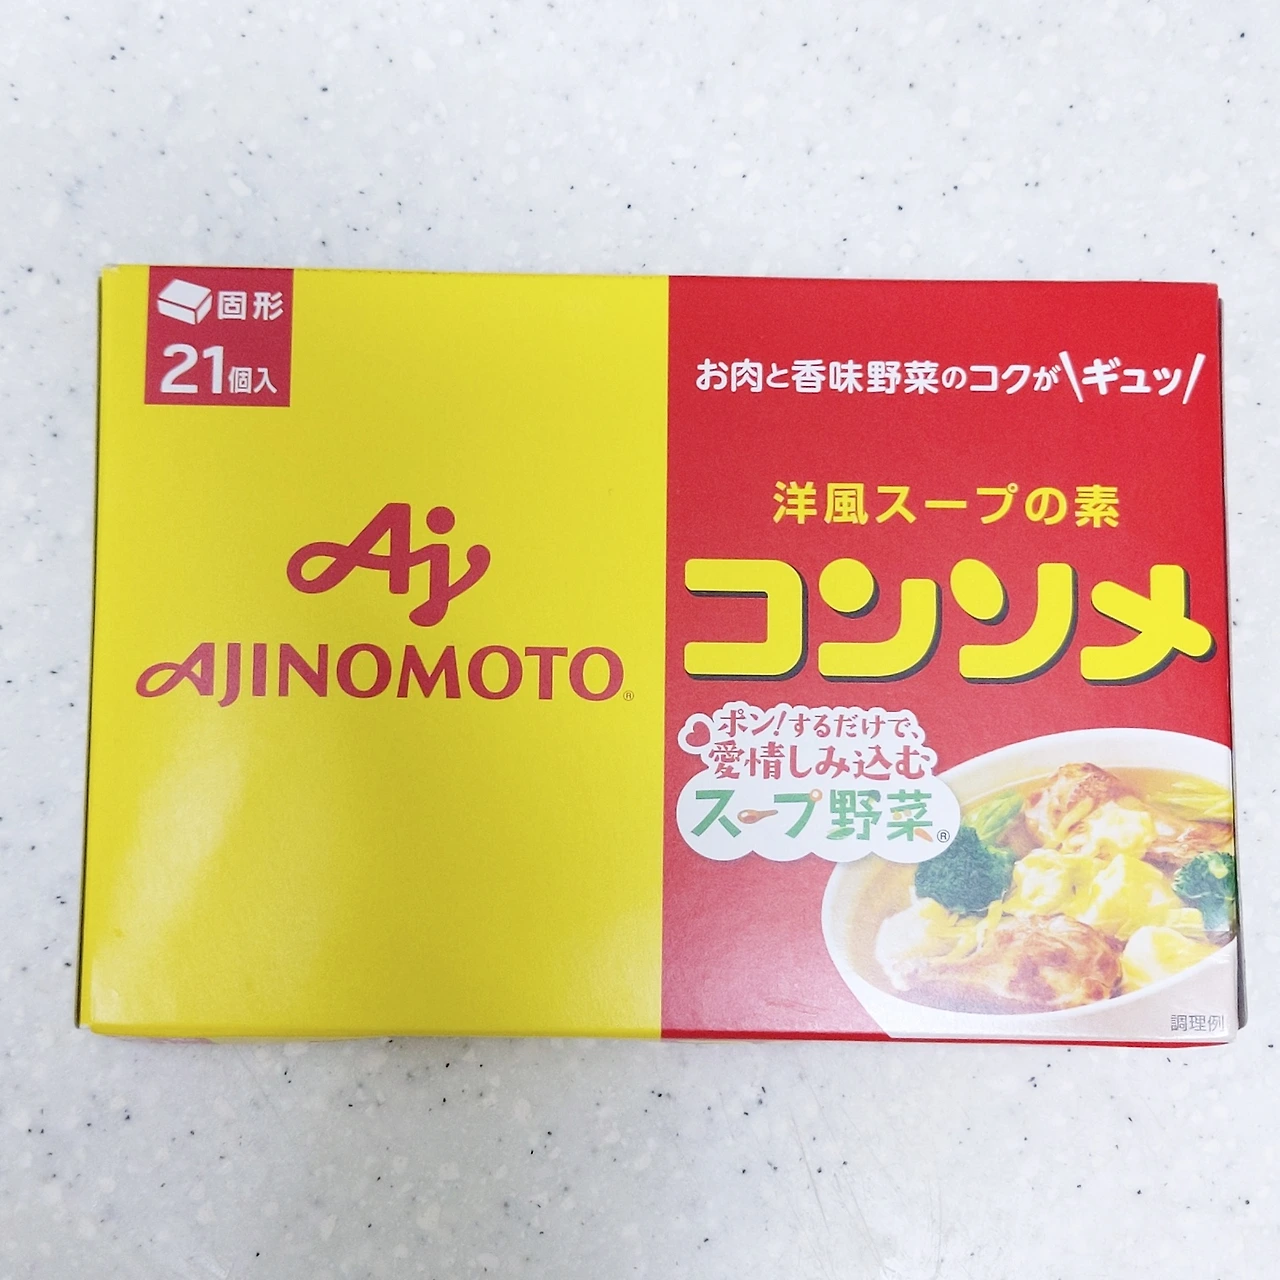 固形
21個入
Aj
AJINOMOTO®
お肉と香味野菜のコクが\ギュッ/
洋風スープの素
コンソメ
ポン!するだけで、
愛情しみ込む
スープ野菜®
調理例